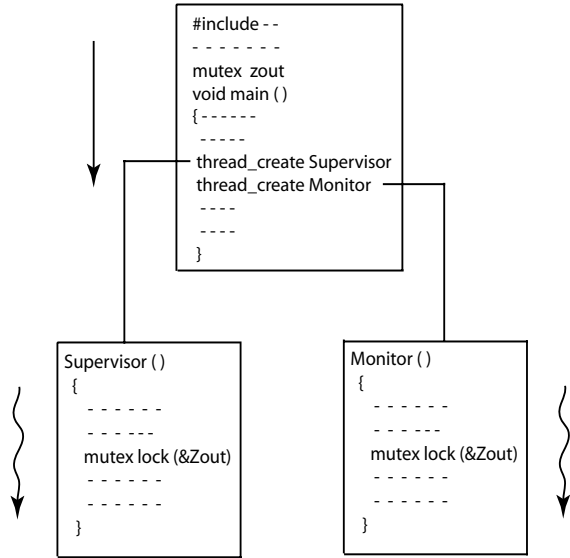 #include - -
- - - - - - -
mutex zout
void main ( )
{ - - - - - -
- - - - -
thread_create Supervisor
thread_create Monitor
- - - -
- - - -
}
Supervisor ( )
{
- - - - - -
- - - - - -
mutex lock (&Zout)
- - - - - -
- - - - - -
}
Monitor ( )
{
- - - - - -
- - - - - -
mutex lock (&Zout)
- - - - - -
- - - - - -
}